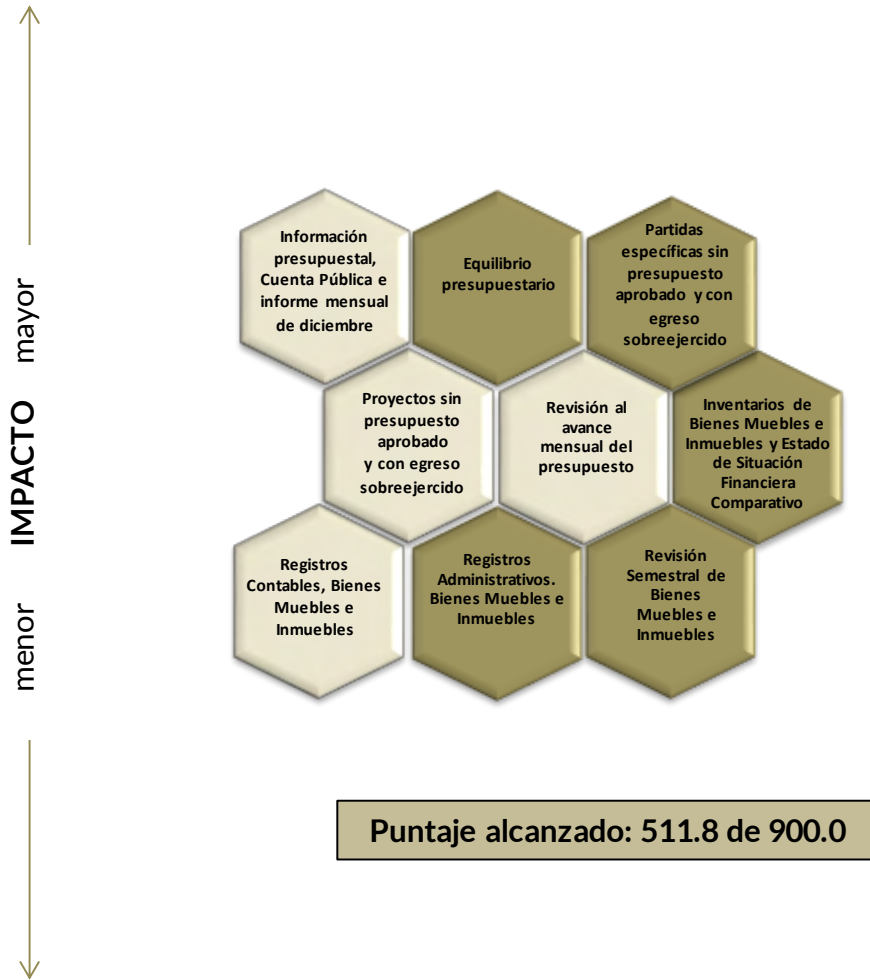 Información
presupuestal,
Cuenta Pública e
informe mensual
de diciembre
Equilibrio
presupuestario
Partidas
específicas sin
presupuesto
aprobado y con
egreso
sobreejercido
Proyectos sin
presupuesto
aprobado
y con egreso
sobreejercido
Revisión al
avance
mensual del
presupuesto
Inventarios de
Bienes Muebles e
Inmuebles y Estado
de Situación
Financiera
Comparativo
Registros
Contables, Bienes
Muebles e
Inmuebles
Registros
Administrativos.
Bienes Muebles e
Inmuebles
Revisión
Semestral de
Bienes
Muebles e
Inmuebles
menor IMPACTO mayor
Puntaje alcanzado: 511.8 de 900.0